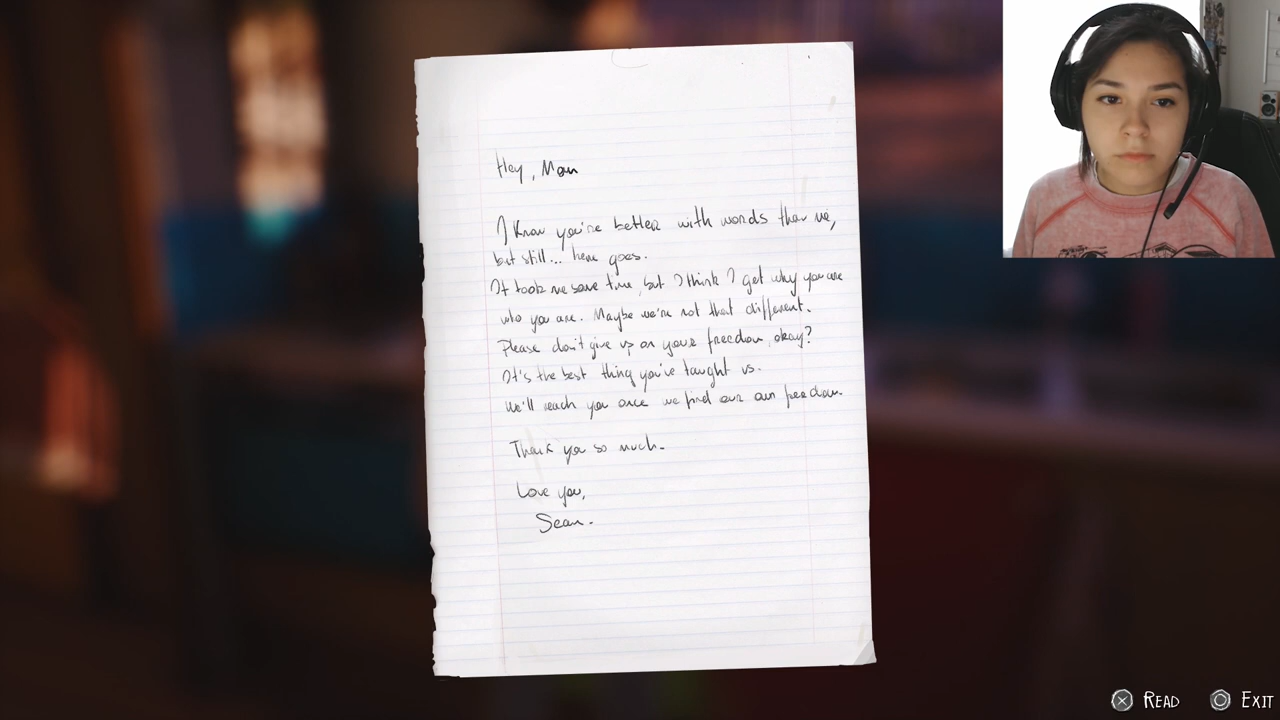 Hey, Mom
I know you're better with words than me,
but still... here goes.
It took me some time, but I think I get why you are
who you are. Maybe we're not that different.
Please don't give up on your freedom, okay?
It's the best thing you've taught us.
We'll reach you once we find our own freedom.
Thank you so much.
Love you,
Sean.
READ
EXIT